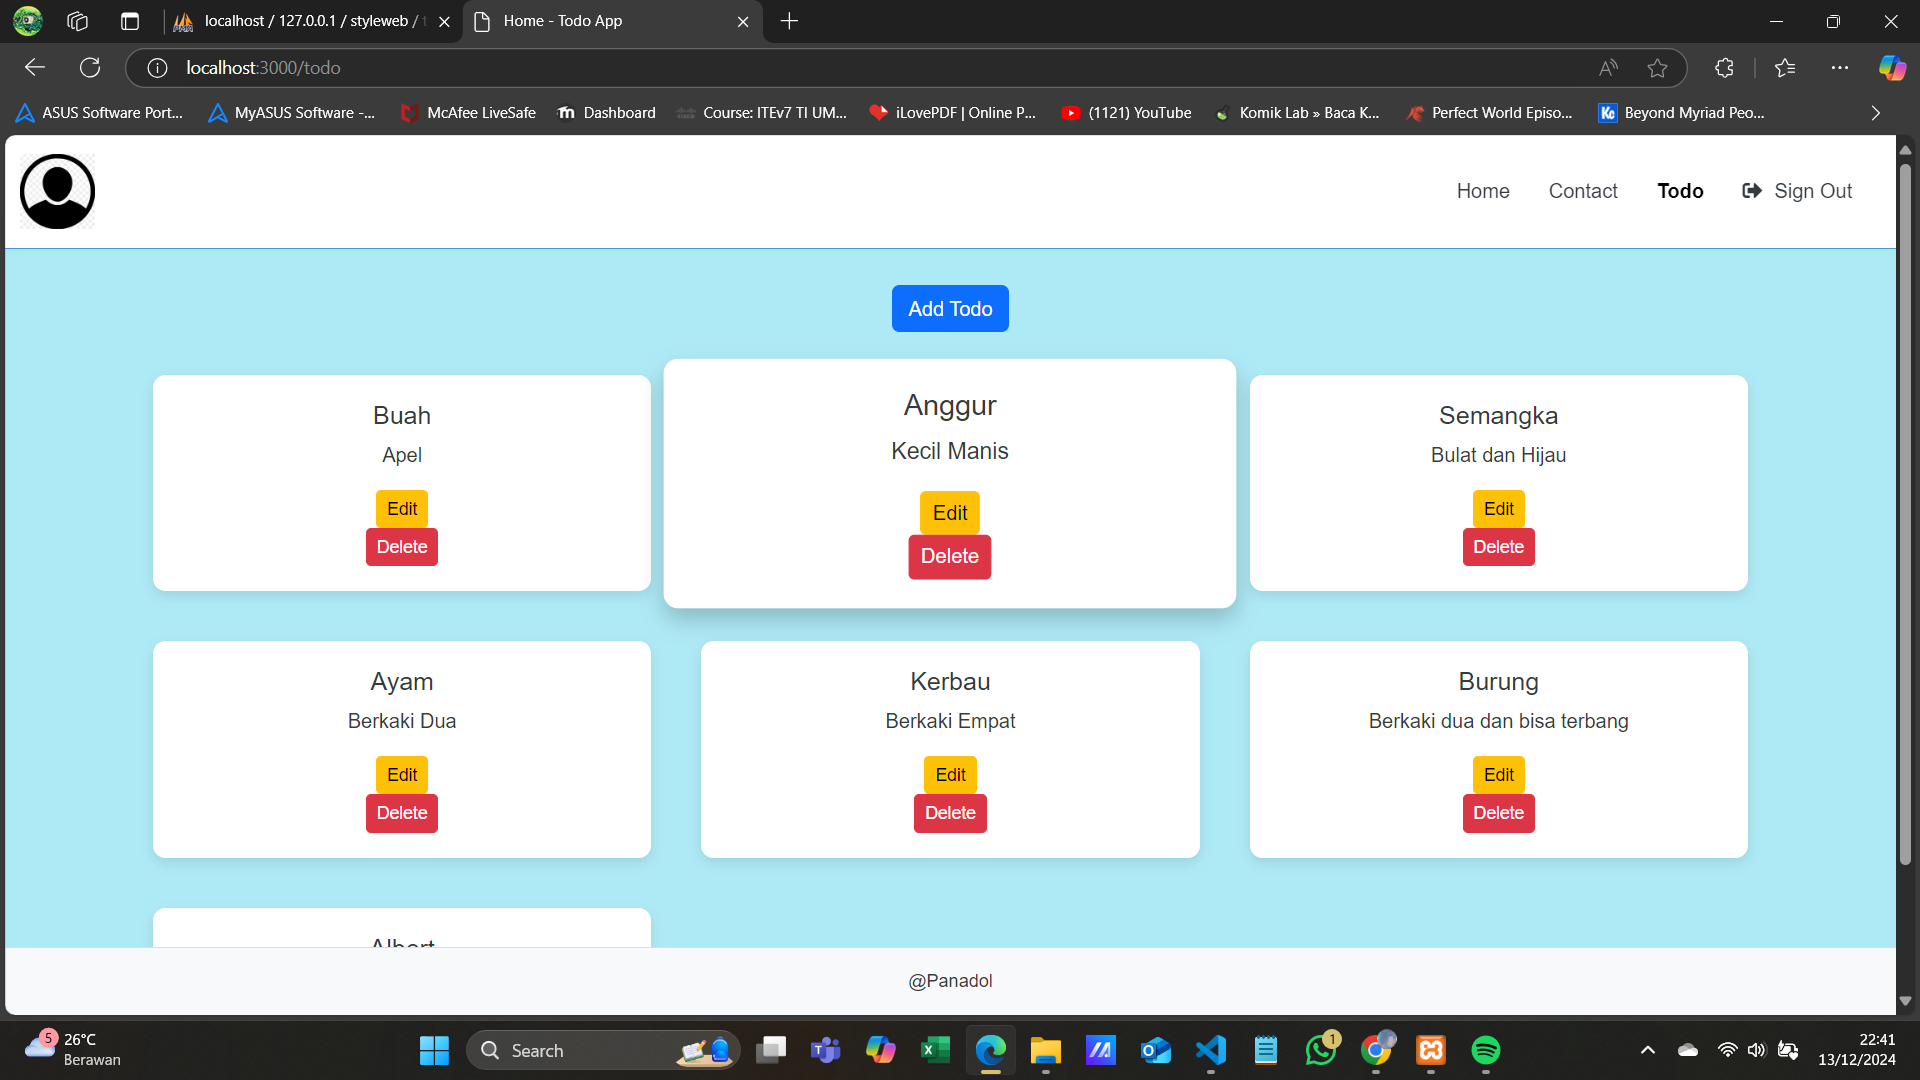 localhost / 127.0.0.1 / styleweb /
Home - Todo App
localhost:3000/todo
ASUS Software Port...
MyASUS Software -...
McAfee LiveSafe
Dashboard
Course: ITEv7 TI UM...
iLovePDF | Online P...
(1121) YouTube
Komik Lab » Baca K...
Perfect World Episo...
Kc
Beyond Myriad Peo...
Home
Contact
Todo
Sign Out
Add Todo
Buah
Apel
Edit
Delete
Anggur
Kecil Manis
Edit
Delete
Semangka
Bulat dan Hijau
Edit
Delete
Ayam
Berkaki Dua
Edit
Delete
Kerbau
Berkaki Empat
Edit
Delete
Burung
Berkaki dua dan bisa terbang
Edit
Delete
Albert
@Panadol
5
26°C
Berawan
Search
1
22:41
13/12/2024